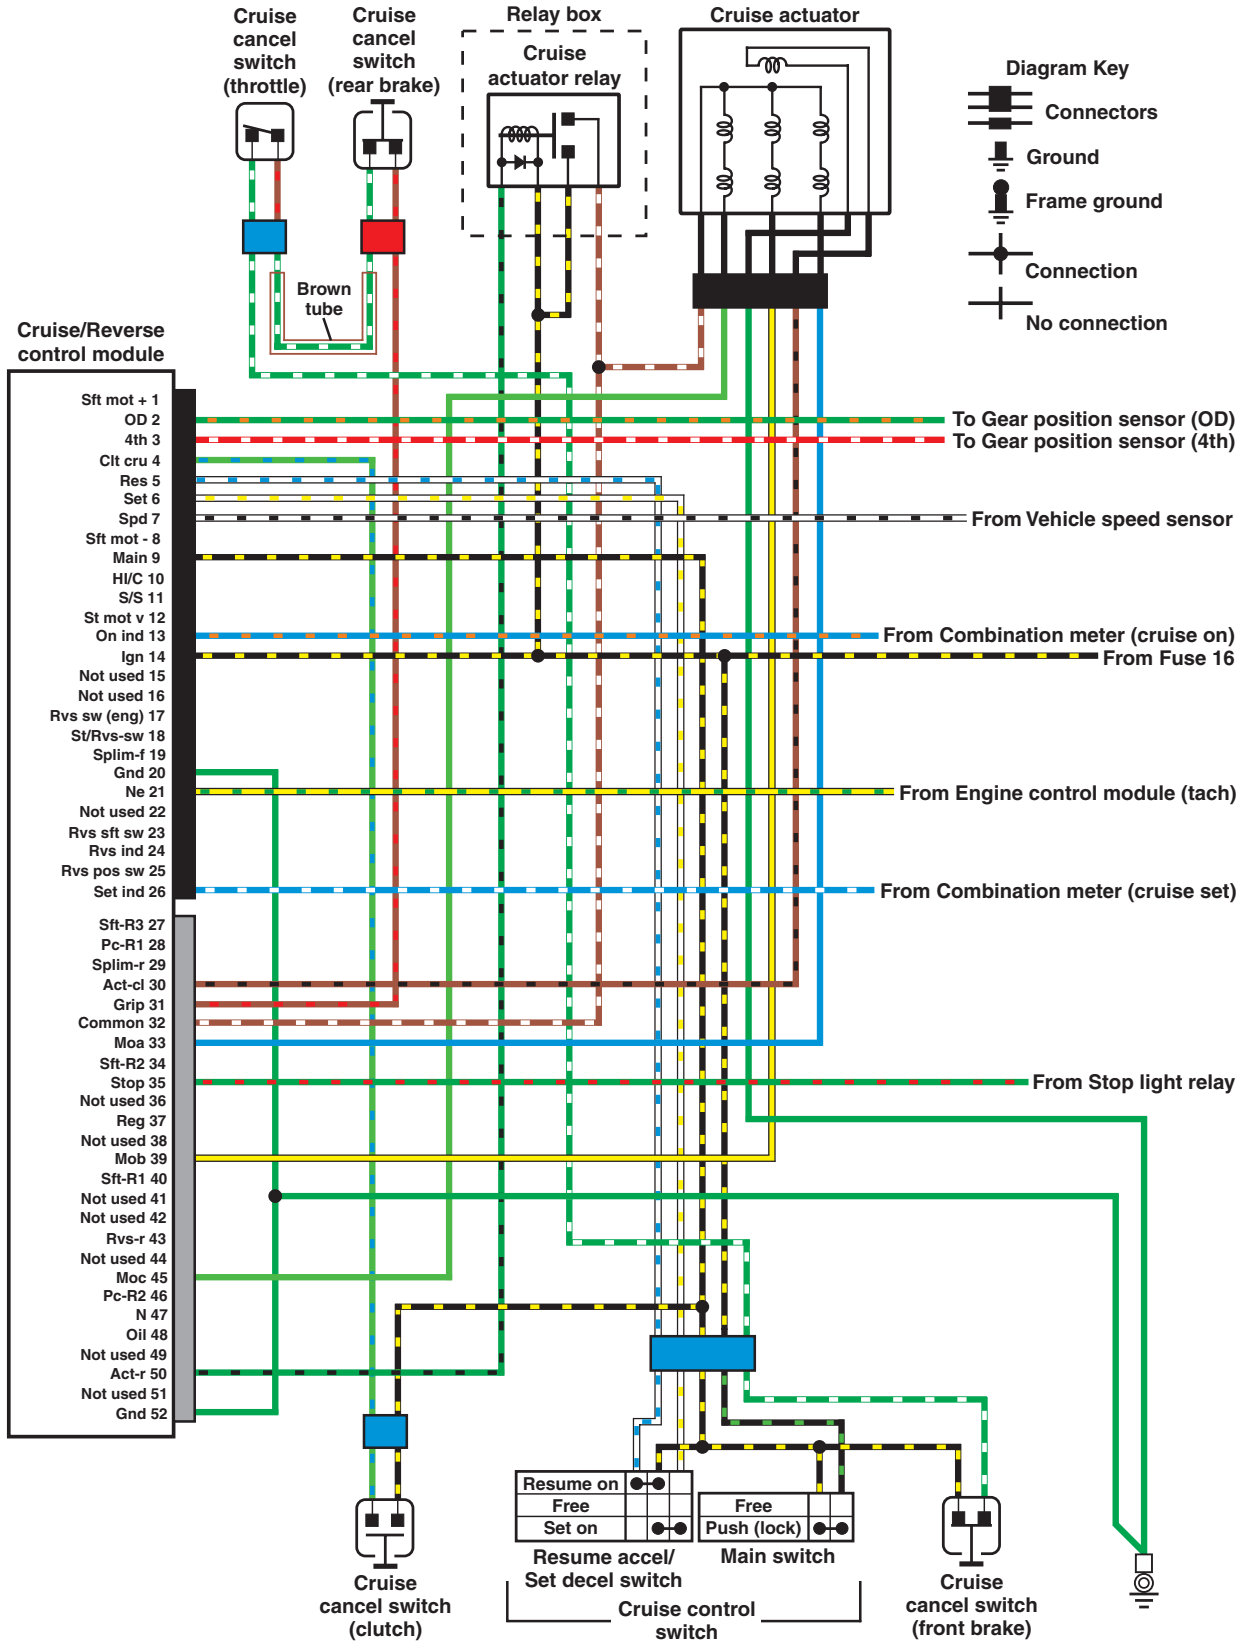 Cruise
cancel
switch
(throttle)
Cruise
cancel
switch
(rear brake)
Relay box
Cruise
actuator relay
Cruise actuator
Diagram Key
Connectors
Ground
Frame ground
Connection
No connection
Brown
tube
Cruise/Reverse
control module
Sft mot + 1
OD 2
4th 3
Clt cru 4
Res 5
Set 6
Spd 7
Sft mot - 8
Main 9
HI/C 10
S/S 11
St mot v 12
On ind 13
Ign 14
Not used 15
Not used 16
Rvs sw (eng) 17
St/Rvs-sw 18
Splim-f 19
Gnd 20
Ne 21
Not used 22
Rvs sft sw 23
Rvs ind 24
Rvs pos sw 25
Set ind 26
Sft-R3 27
Pc-R1 28
Splim-r 29
Act-cl 30
Grip 31
Common 32
Moa 33
Sft-R2 34
Stop 35
Not used 36
Reg 37
Not used 38
Mob 39
Sft-R1 40
Not used 41
Not used 42
Rvs-r 43
Not used 44
Moc 45
Pc-R2 46
N 47
Oil 48
Not used 49
Act-r 50
Not used 51
Gnd 52
To Gear position sensor (OD)
To Gear position sensor (4th)
From Vehicle speed sensor
From Combination meter (cruise on)
From Fuse 16
From Engine control module (tach)
From Combination meter (cruise set)
From Stop light relay
Resume on
Free
Set on
Free
Push (lock)
Resume accel/
Set decel switch
Main switch
Cruise control
switch
Cruise
cancel switch
(clutch)
Cruise
cancel switch
(front brake)